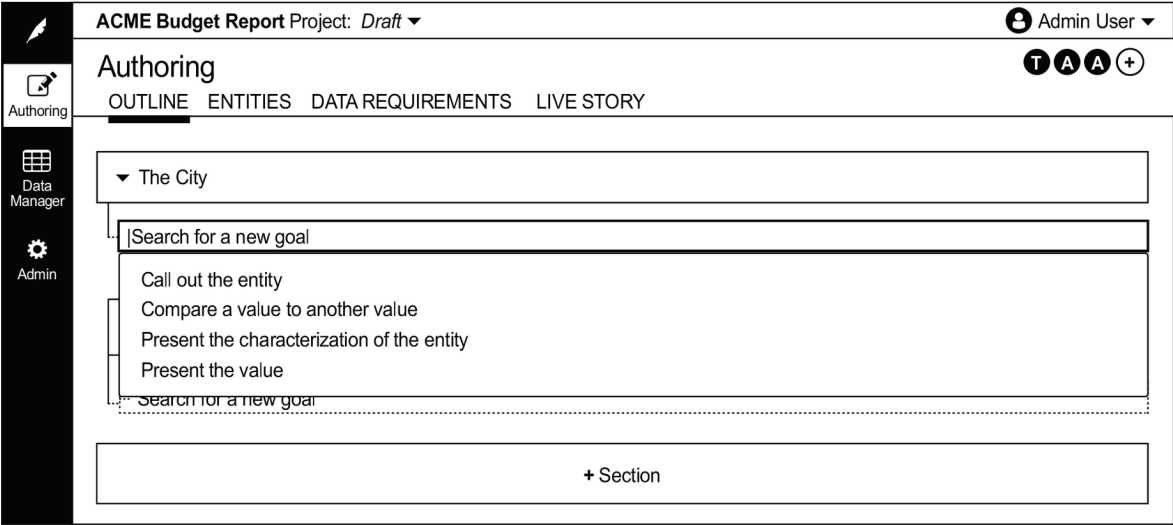 ACME Budget Report Project: Draft
Admin User
Authoring
T A A +
OUTLINE ENTITIES DATA REQUIREMENTS LIVE STORY
Authoring
Data
Manager
Admin
The City
Search for a new goal
Call out the entity
Compare a value to another value
Present the characterization of the entity
Present the value
Search for a new goal
+ Section